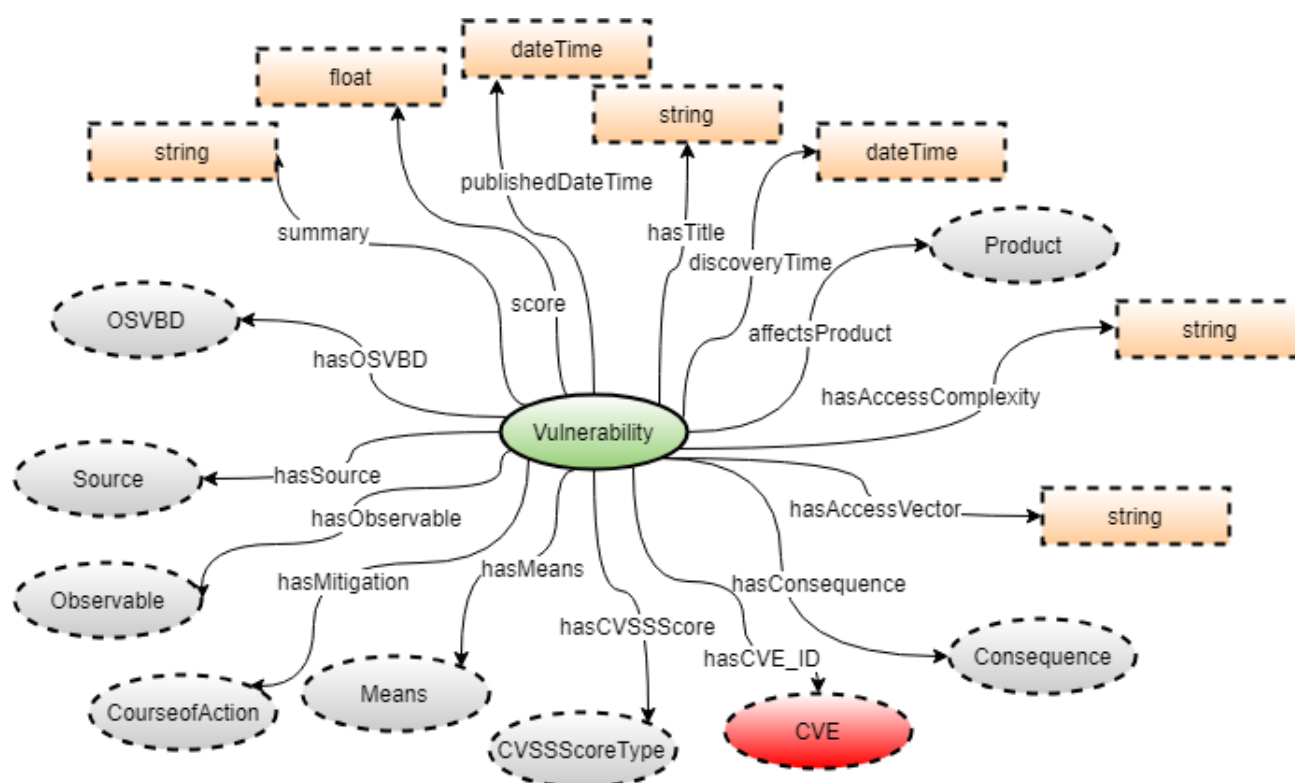 dateTime
float
string
string
dateTime
publishedDateTime
summary
hasTitle
discoveryTime
Product
score
OSVBD
affectsProduct
string
hasOSVBD
hasAccessComplexity
Vulnerability
Source
hasSource
hasObservable
hasAccessVector
string
hasMitigation
hasMeans
hasConsequence
Observable
hasCVSSScore
hasCVE_ID
Consequence
CourseofAction
Means
CVSSScoreType
CVE